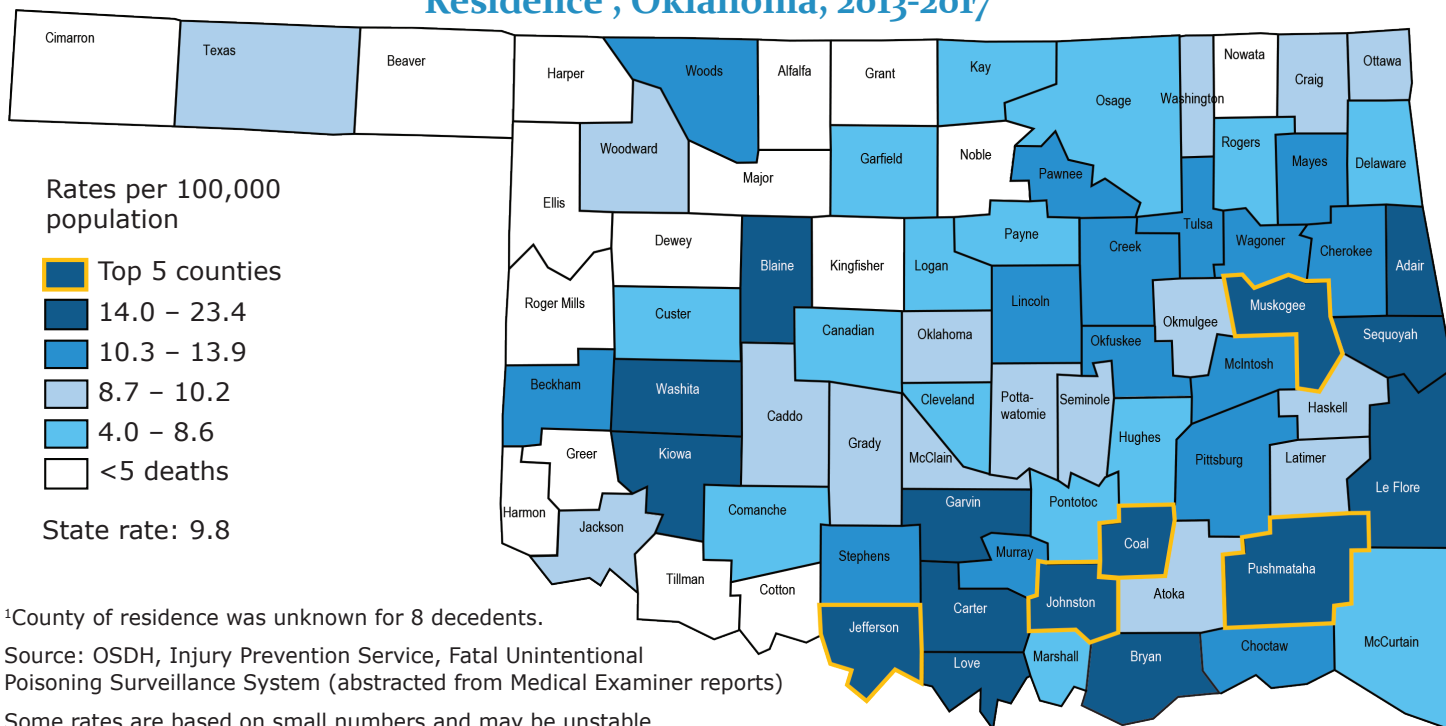 Residence , Oklahoma, 2013-2017
Cimarron
Texas
Beaver
Harper
Woods
Alfalfa
Grant
Kay
Osage
Washington
Nowata
Craig
Ottawa
Woodward
Garfield
Noble
Pawnee
Rogers
Mayes
Delaware
Major
Ellis
Dewey
Blaine
Kingfisher
Logan
Payne
Creek
Tulsa
Wagoner
Cherokee
Adair
Roger Mills
Custer
Canadian
Oklahoma
Lincoln
Okmulgee
Muskogee
Sequoyah
Okfuskee
McIntosh
Beckham
Washita
Caddo
Cleveland
Potta-
watomie
Seminole
Haskell
Grady
McClain
Hughes
Pittsburg
Latimer
Le Flore
Greer
Kiowa
Harmon
Jackson
Comanche
Garvin
Pontotoc
Coal
Pushmataha
Stephens
Murray
Tillman
Cotton
Jefferson
Carter
Johnston
Atoka
Love
Marshall
Bryan
Choctaw
McCurtain
Rates per 100,000
population
Top 5 counties
14.0 – 23.4
10.3 – 13.9
8.7 – 10.2
4.0 – 8.6
<5 deaths
State rate: 9.8
¹County of residence was unknown for 8 decedents.
Source: OSDH, Injury Prevention Service, Fatal Unintentional
Poisoning Surveillance System (abstracted from Medical Examiner reports)
Some rates are based on small numbers and may be unstable